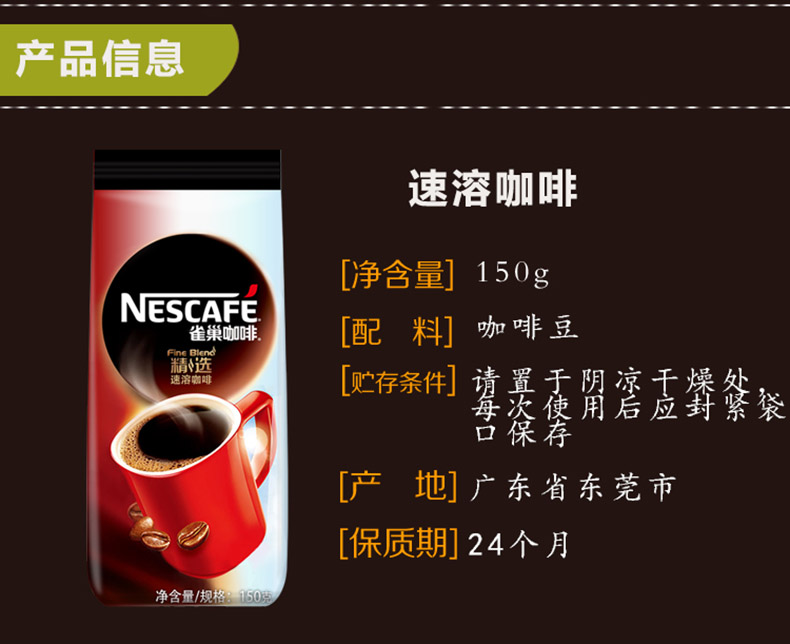 产品信息
速溶咖啡
[净含量] 150g
[配 料] 咖啡豆
[贮存条件] 请置于阴凉干燥处,
每次使用后应封紧袋
口保存
[产 地] 广东省东莞市
[保质期] 24个月
NESCAFÉ
雀巢咖啡
Fine Blend
精选
速溶咖啡
净含量/规格: 150克